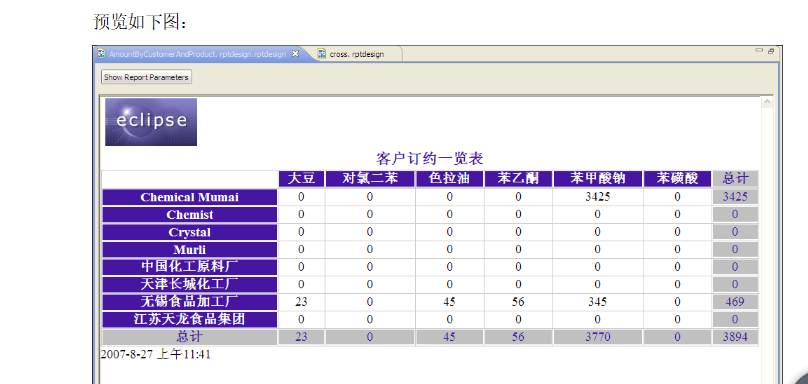 预览如下图：
AmountByCustomerAndProduct.rptdesign.rptdesign cross.rptdesign
Show Report Parameters
eclipse
客户订约一览表
大豆 对氯二苯 色拉油 苯乙酮 苯甲酸钠 苯磺酸 总计
Chemical Mumai 0 0 0 0 3425 0 3425
Chemist 0 0 0 0 0 0 0
Crystal 0 0 0 0 0 0 0
Murli 0 0 0 0 0 0 0
中国化工原料厂 0 0 0 0 0 0 0
天津长城化工厂 0 0 0 0 0 0 0
无锡食品加工厂 23 0 45 56 345 0 469
江苏天龙食品集团 0 0 0 0 0 0 0
总计 23 0 45 56 3770 0 3894
2007-8-27 上午11:41